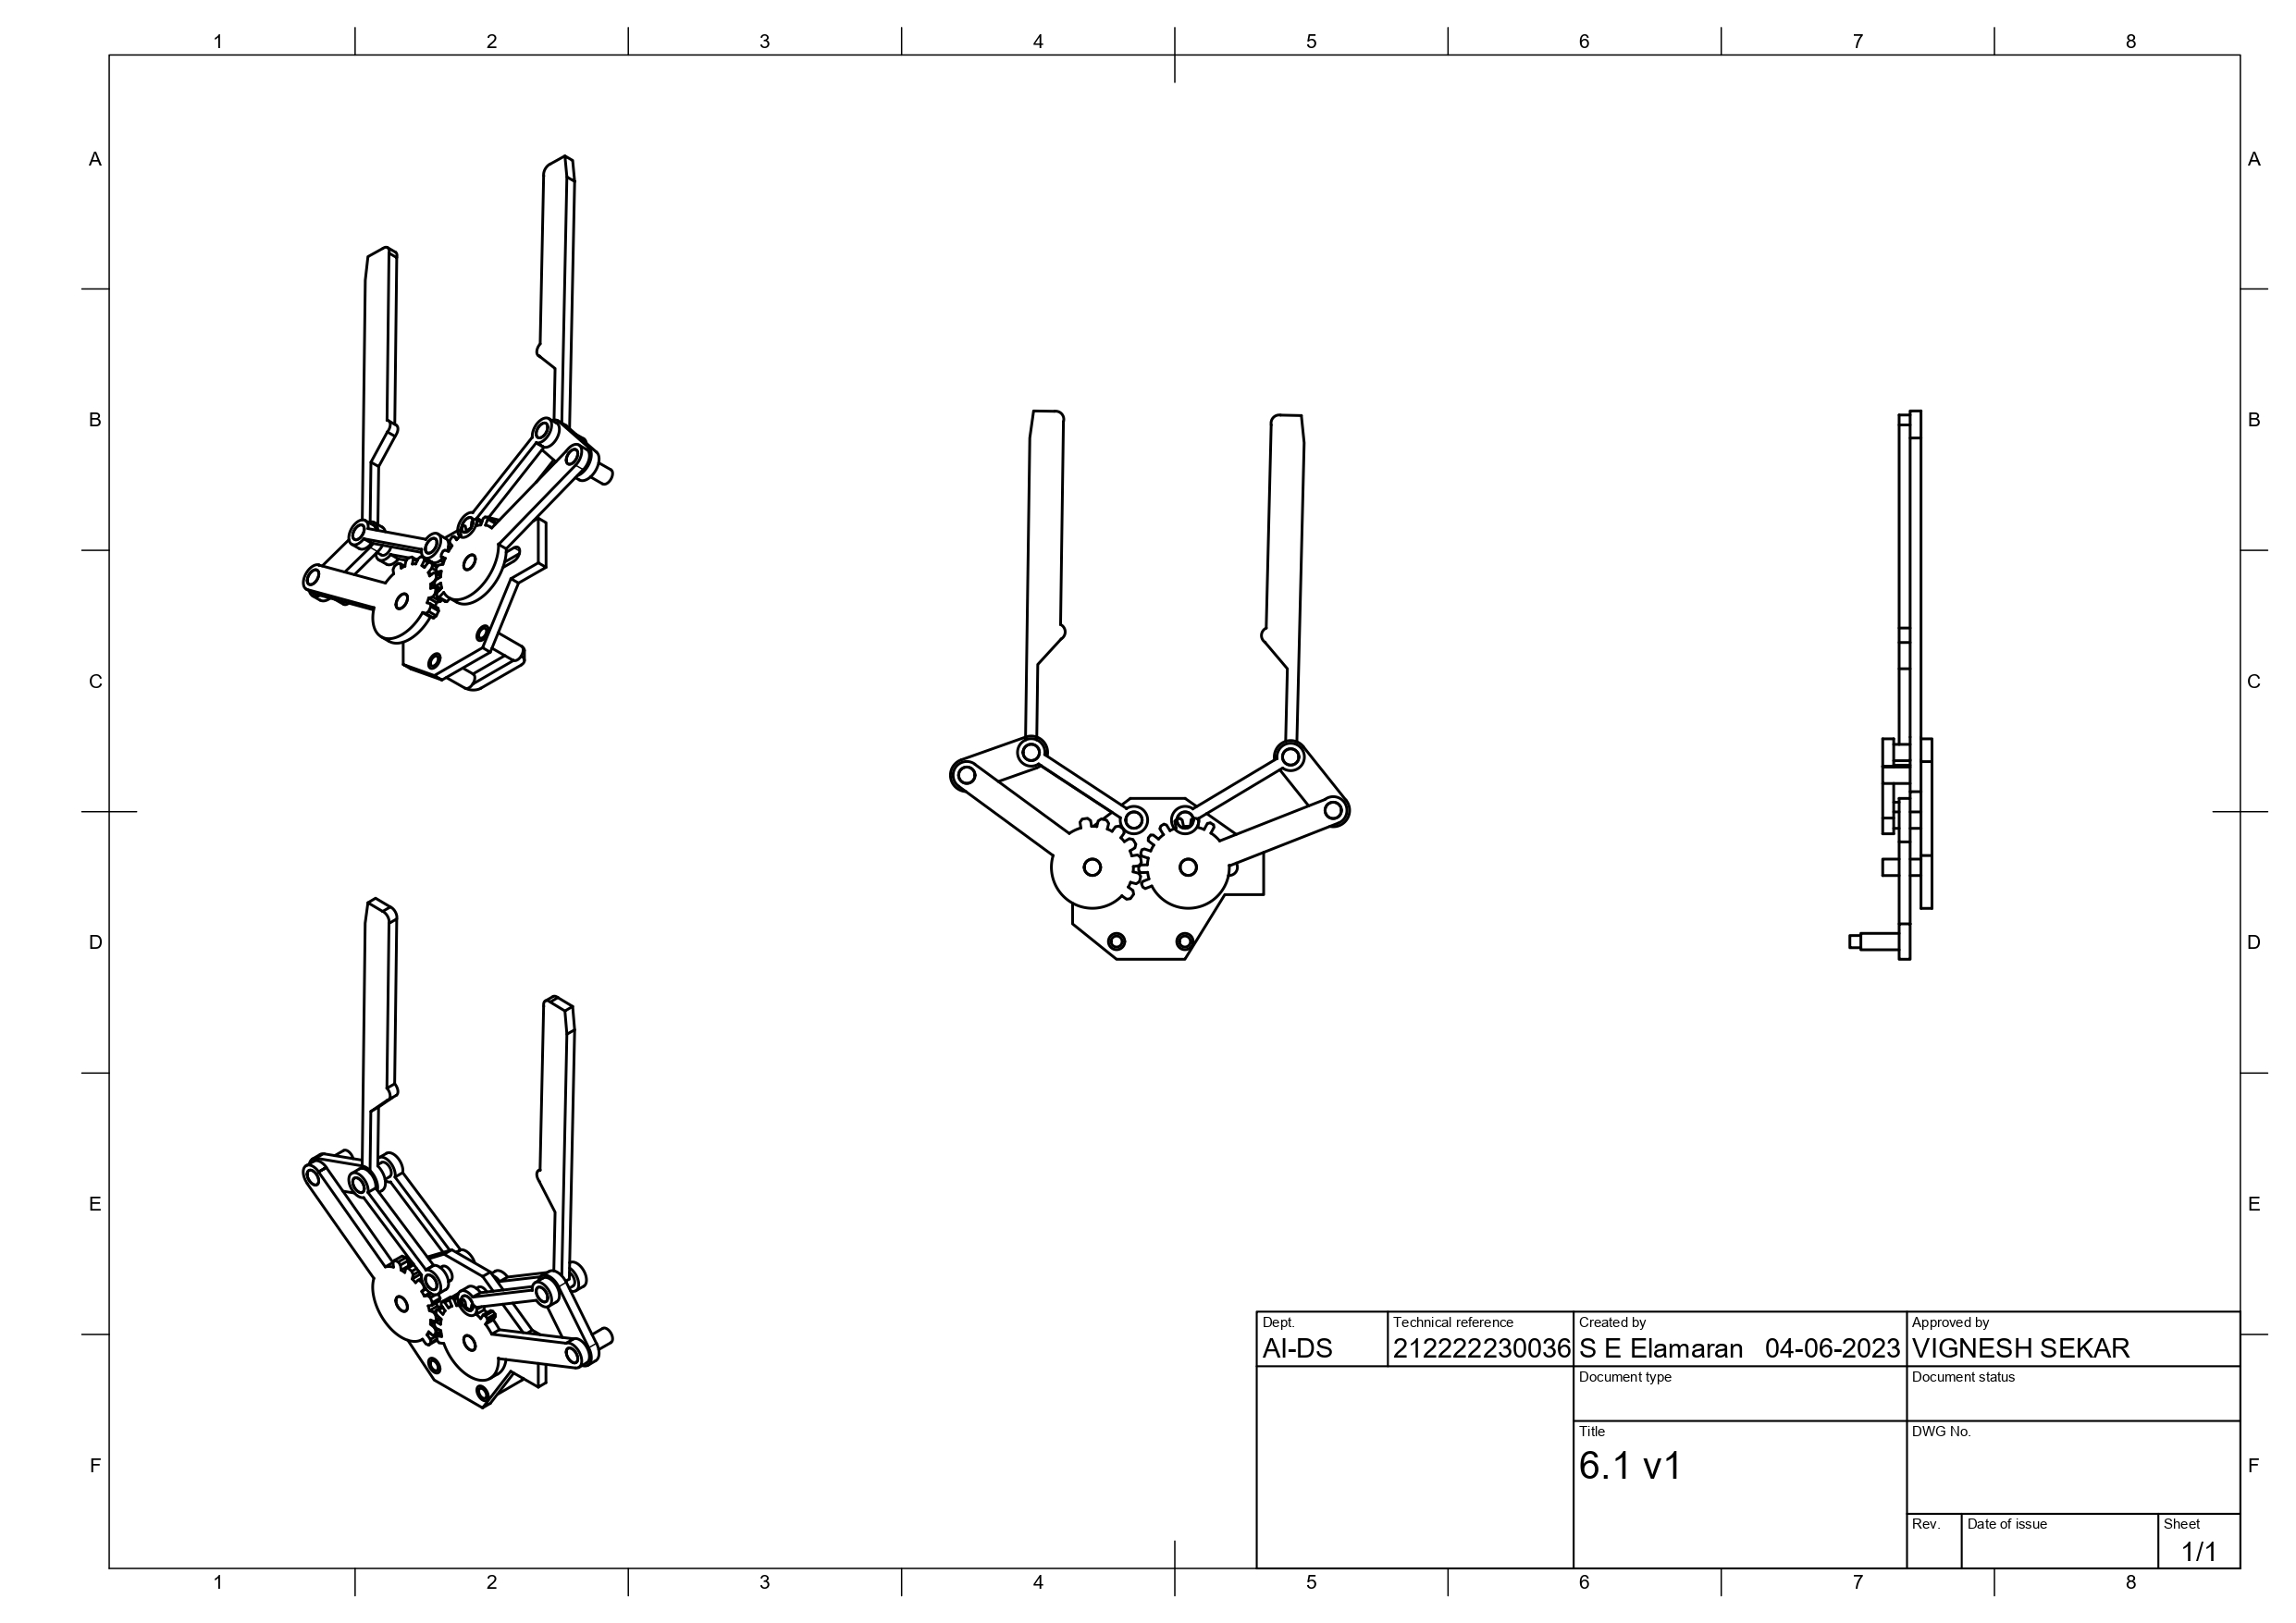 1 2 3 4 5 6 7 8
A A
B B
C C
D D
E E
F F
Dept. Technical reference Created by Approved by
AI-DS 212222230036 S E Elamaran 04-06-2023 VIGNESH SEKAR
Document type Document status
Title DWG No.
6.1 v1
Rev. Date of issue Sheet
1/1
1 2 3 4 5 6 7 8